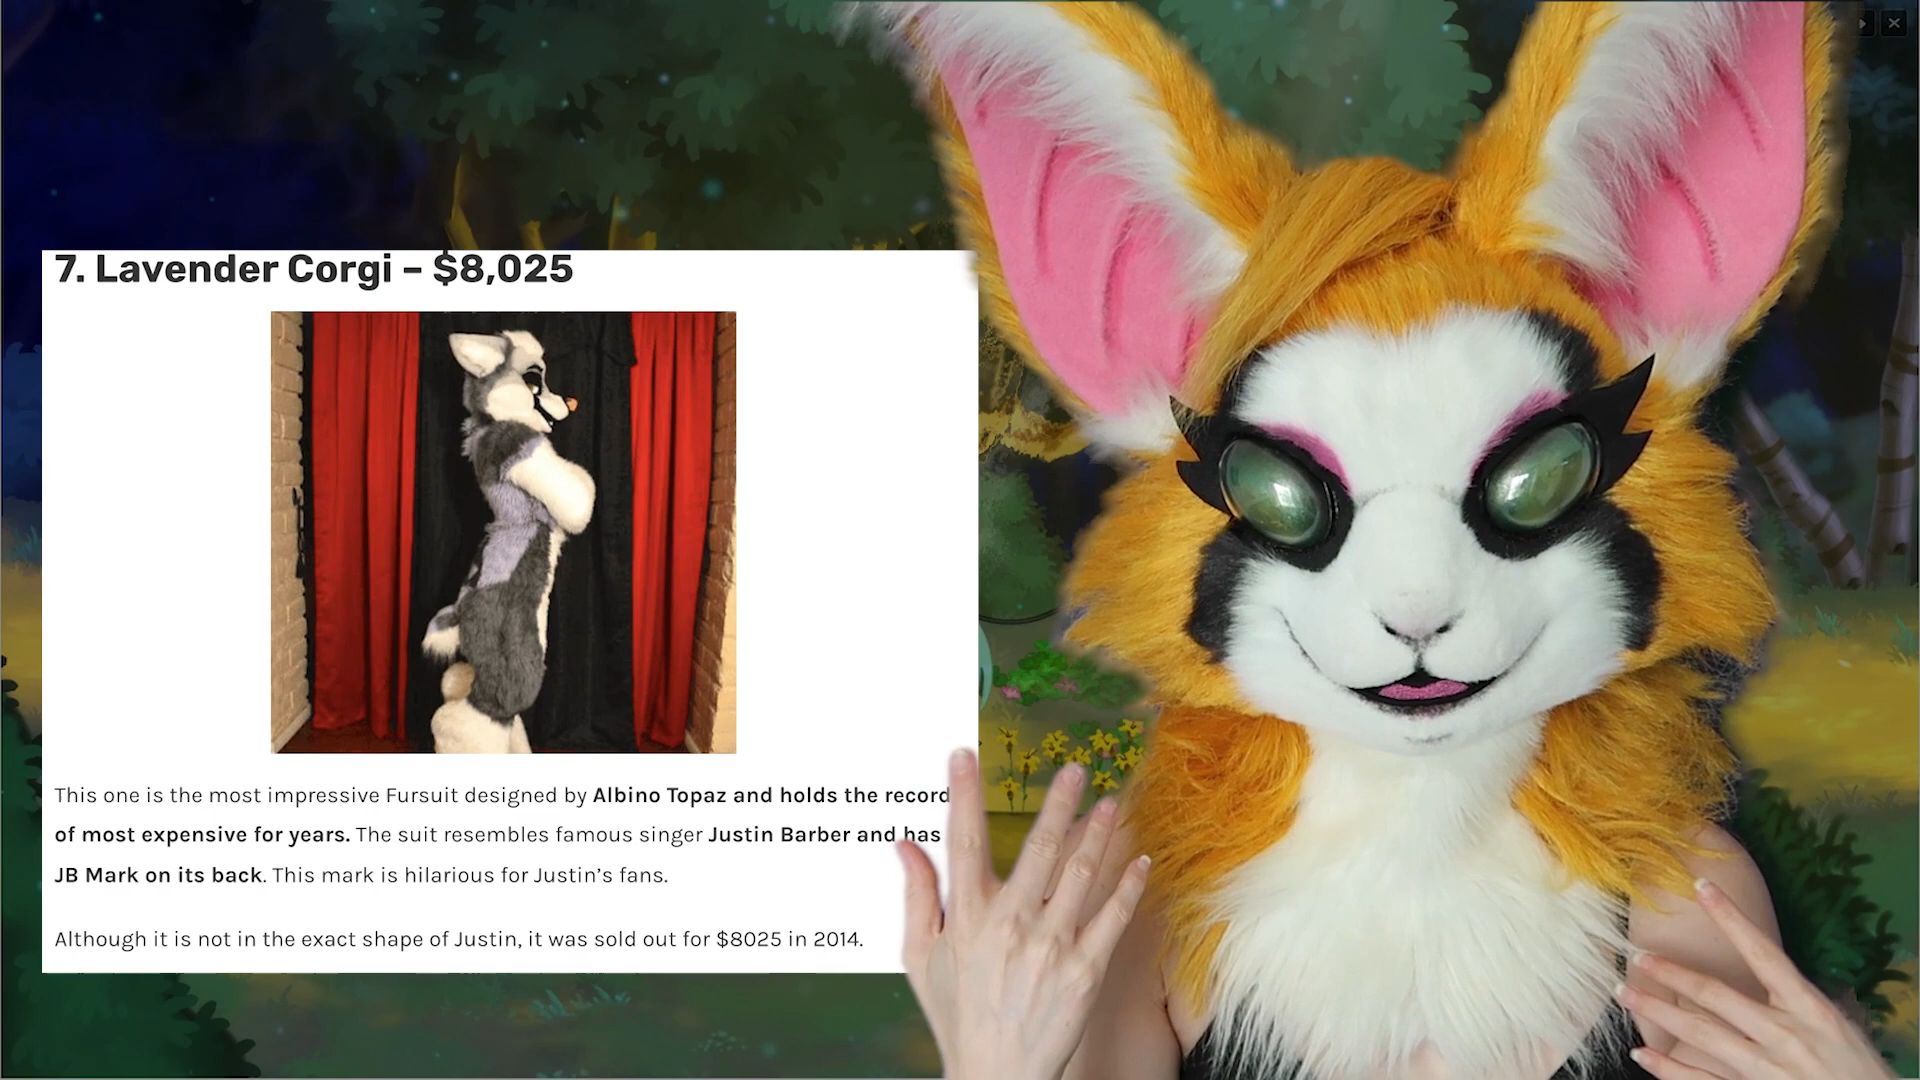 7. Lavender Corgi – $8,025
This one is the most impressive Fursuit designed by Albino Topaz and holds the record
of most expensive for years. The suit resembles famous singer Justin Barber and has
JB Mark on its back. This mark is hilarious for Justin’s fans.
Although it is not in the exact shape of Justin, it was sold out for $8025 in 2014.